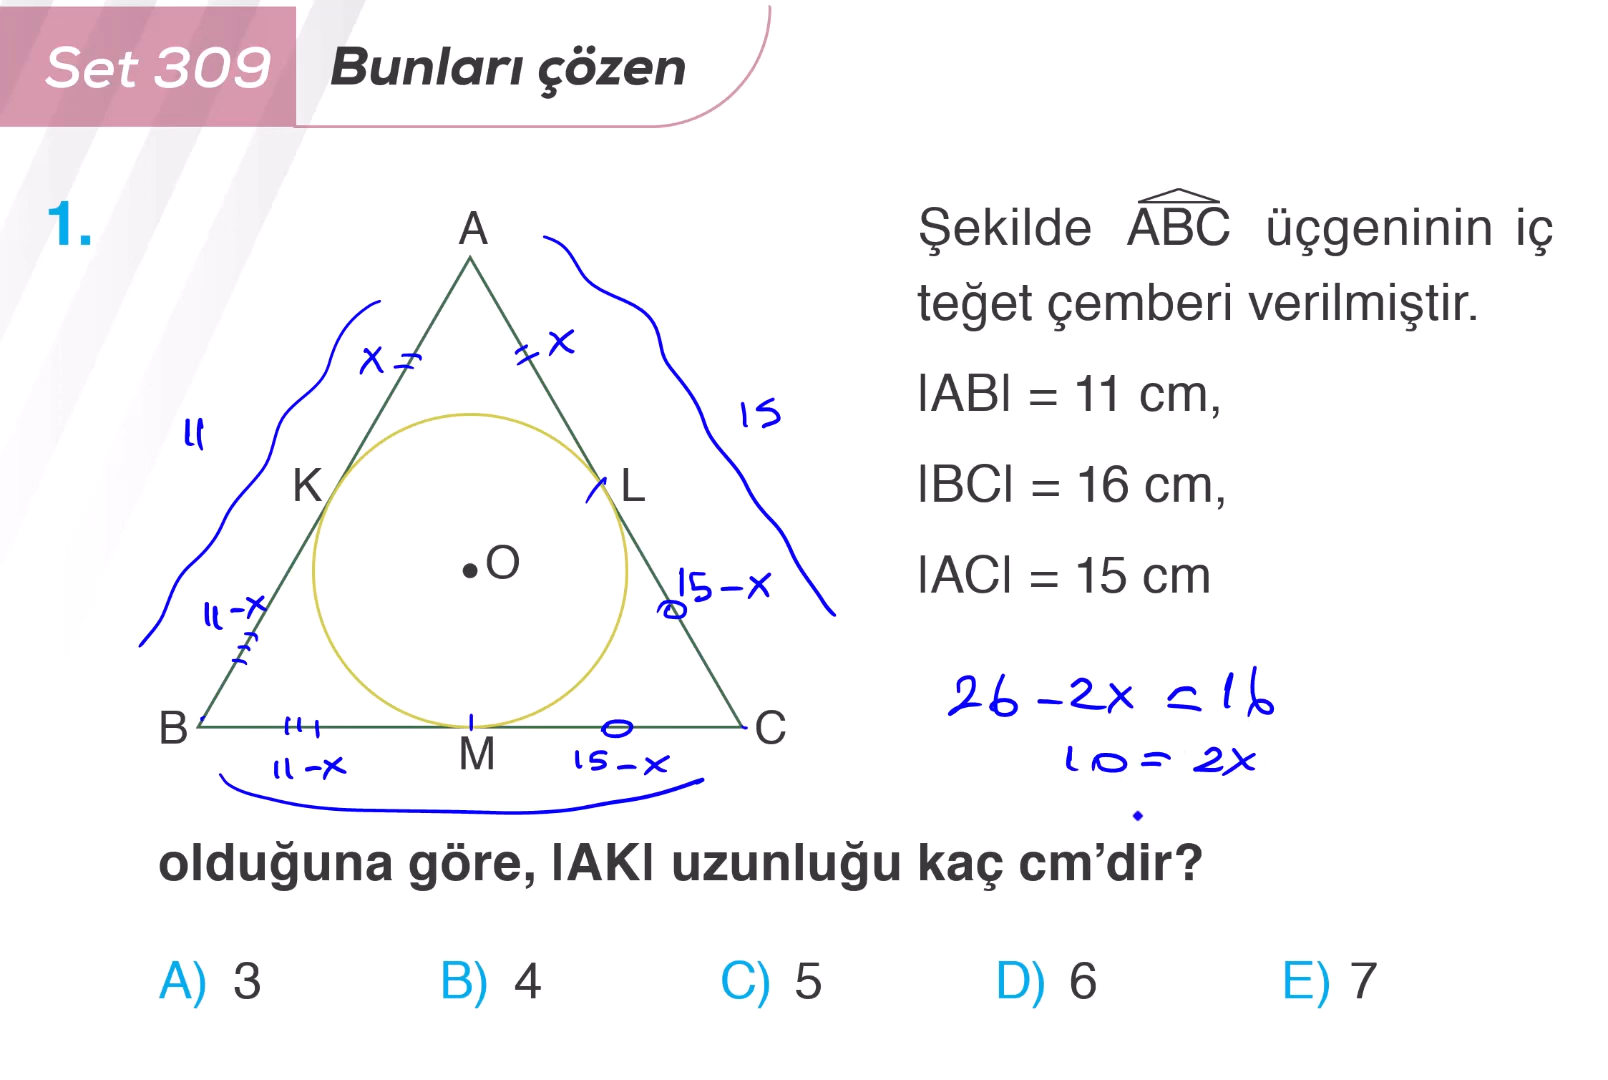 Set 309 Bunları çözen
1.
A
Şekilde ABC üçgeninin iç
teğet çemberi verilmiştir.
x
x
11
15
|AB| = 11 cm,
K
L
|BC| = 16 cm,
O
|AC| = 15 cm
11-x
15-x
26-2x = 16
B
C
M
11-x
15-x
10 = 2x
olduğuna göre, |AK| uzunluğu kaç cm'dir?
A) 3 B) 4 C) 5 D) 6 E) 7